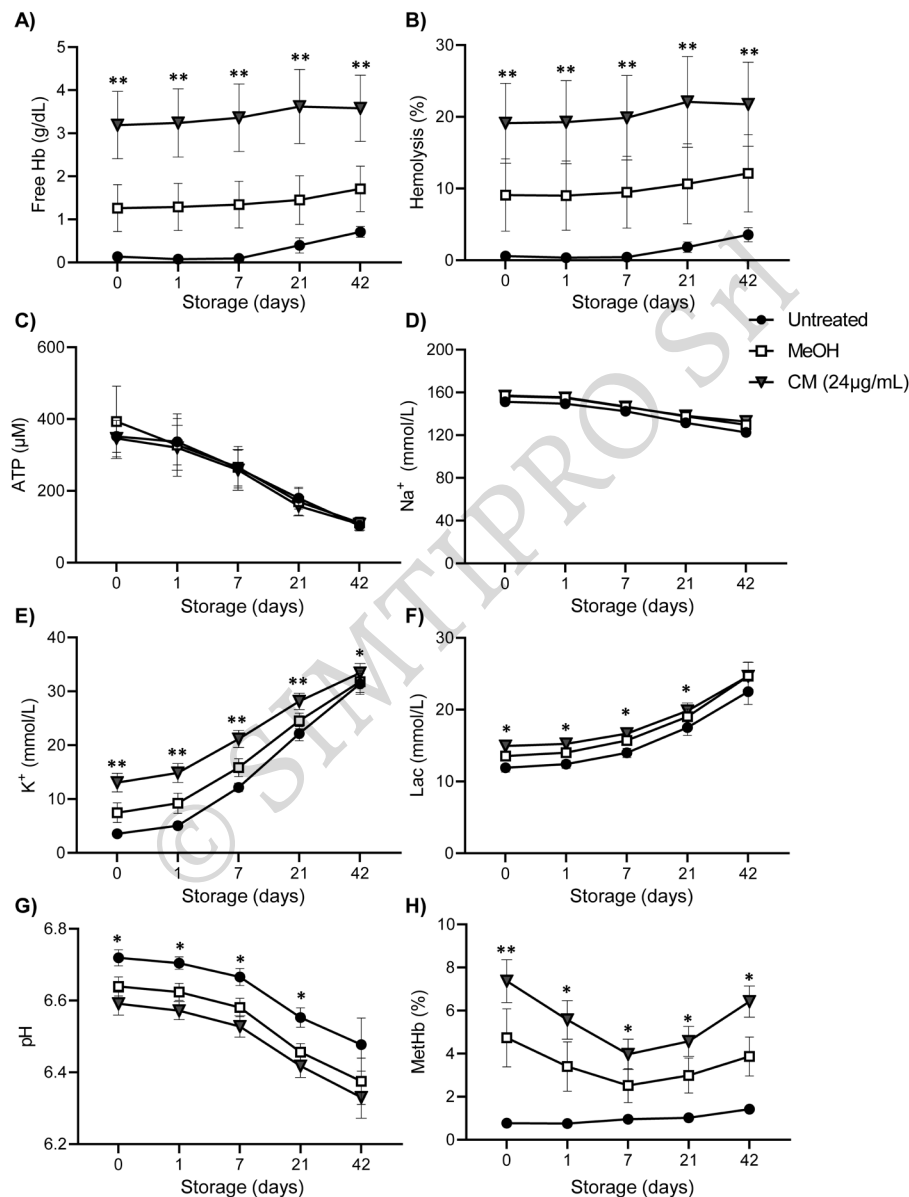 A)
Free Hb (g/dL)
5
4
3
2
1
0
** ** ** ** **
0 1 7 21 42
Storage (days)
B)
Hemolysis (%)
30
20
10
0
** ** ** ** **
0 1 7 21 42
Storage (days)
C)
ATP (µM)
600
400
200
0
0 1 7 21 42
Storage (days)
D)
Na+ (mmol/L)
200
160
120
80
40
0
0 1 7 21 42
Storage (days)
Untreated
MeOH
CM (24µg/mL)
E)
K+ (mmol/L)
40
30
20
10
0
** ** ** ** *
0 1 7 21 42
Storage (days)
F)
Lac (mmol/L)
30
20
10
0
* * * *
0 1 7 21 42
Storage (days)
G)
pH
6.8
6.6
6.4
6.2
* * * *
0 1 7 21 42
Storage (days)
H)
MetHb (%)
10
8
6
4
2
0
** * * * *
0 1 7 21 42
Storage (days)
© SIMTIPRO Srl